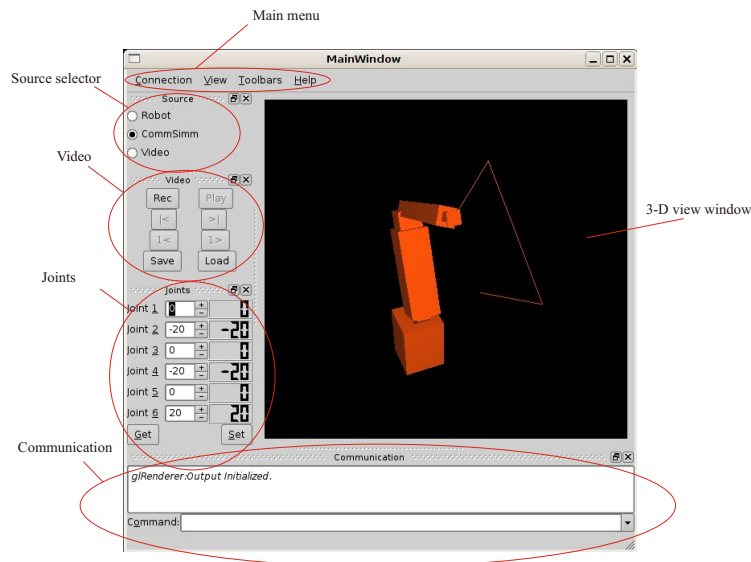 Main menu
MainWindow
Connection View Toolbars Help
Source selector
Source
Robot
CommSimm
Video
Video
Video
Rec Play
|< >|
1< 1>
Save Load
3-D view window
Joints
Joints
Joint 1 0 0
Joint 2 -20 -20
Joint 3 0 0
Joint 4 -20 -20
Joint 5 0 0
Joint 6 20 20
Get Set
Communication
Communication
glRenderer:Output Initialized.
Command: